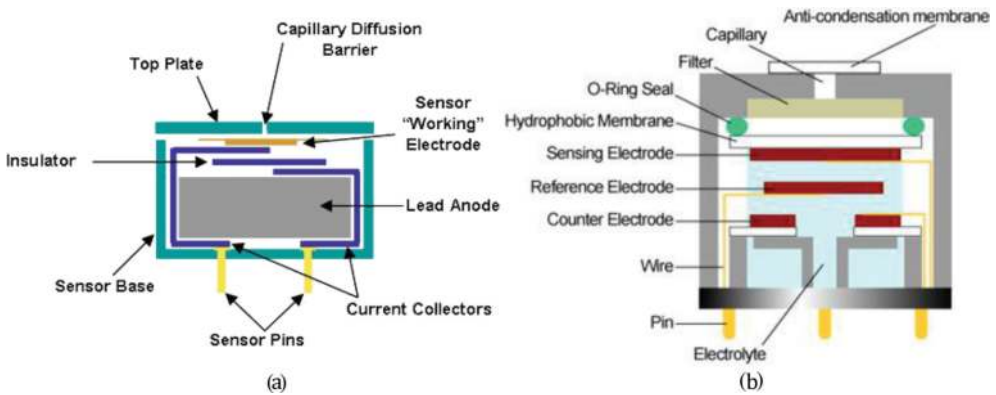 Capillary Diffusion
Barrier
Top Plate
Sensor
"Working"
Electrode
Insulator
Lead Anode
Sensor Base
Current Collectors
Sensor Pins
(a)
Anti-condensation membrane
Capillary
Filter
O-Ring Seal
Hydrophobic Membrane
Sensing Electrode
Reference Electrode
Counter Electrode
Wire
Pin
Electrolyte
(b)